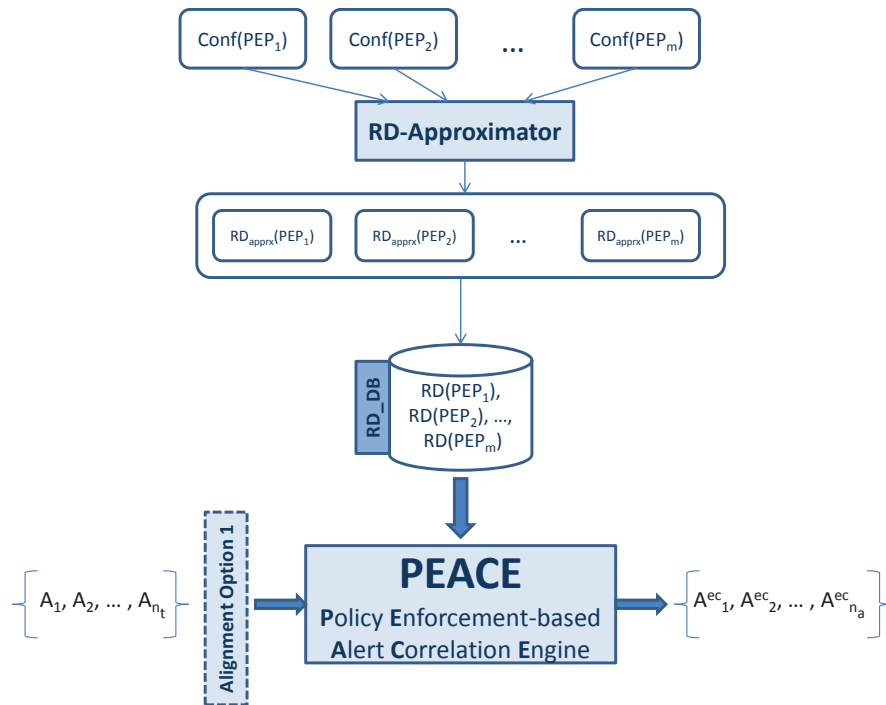 Conf(PEP₁) Conf(PEP₂) ... Conf(PEPₘ)
RD-Approximator
RDₐₚₚᵣₓ(PEP₁) RDₐₚₚᵣₓ(PEP₂) ... RDₐₚₚᵣₓ(PEPₘ)
RD_DB
RD(PEP₁),
RD(PEP₂), ...,
RD(PEPₘ)
{ A₁, A₂, ... , Aₙₜ }
Alignment Option 1
PEACE
Policy Enforcement-based
Alert Correlation Engine
{ Aᵉᶜ₁, Aᵉᶜ₂, ... , Aᵉᶜₙₐ }